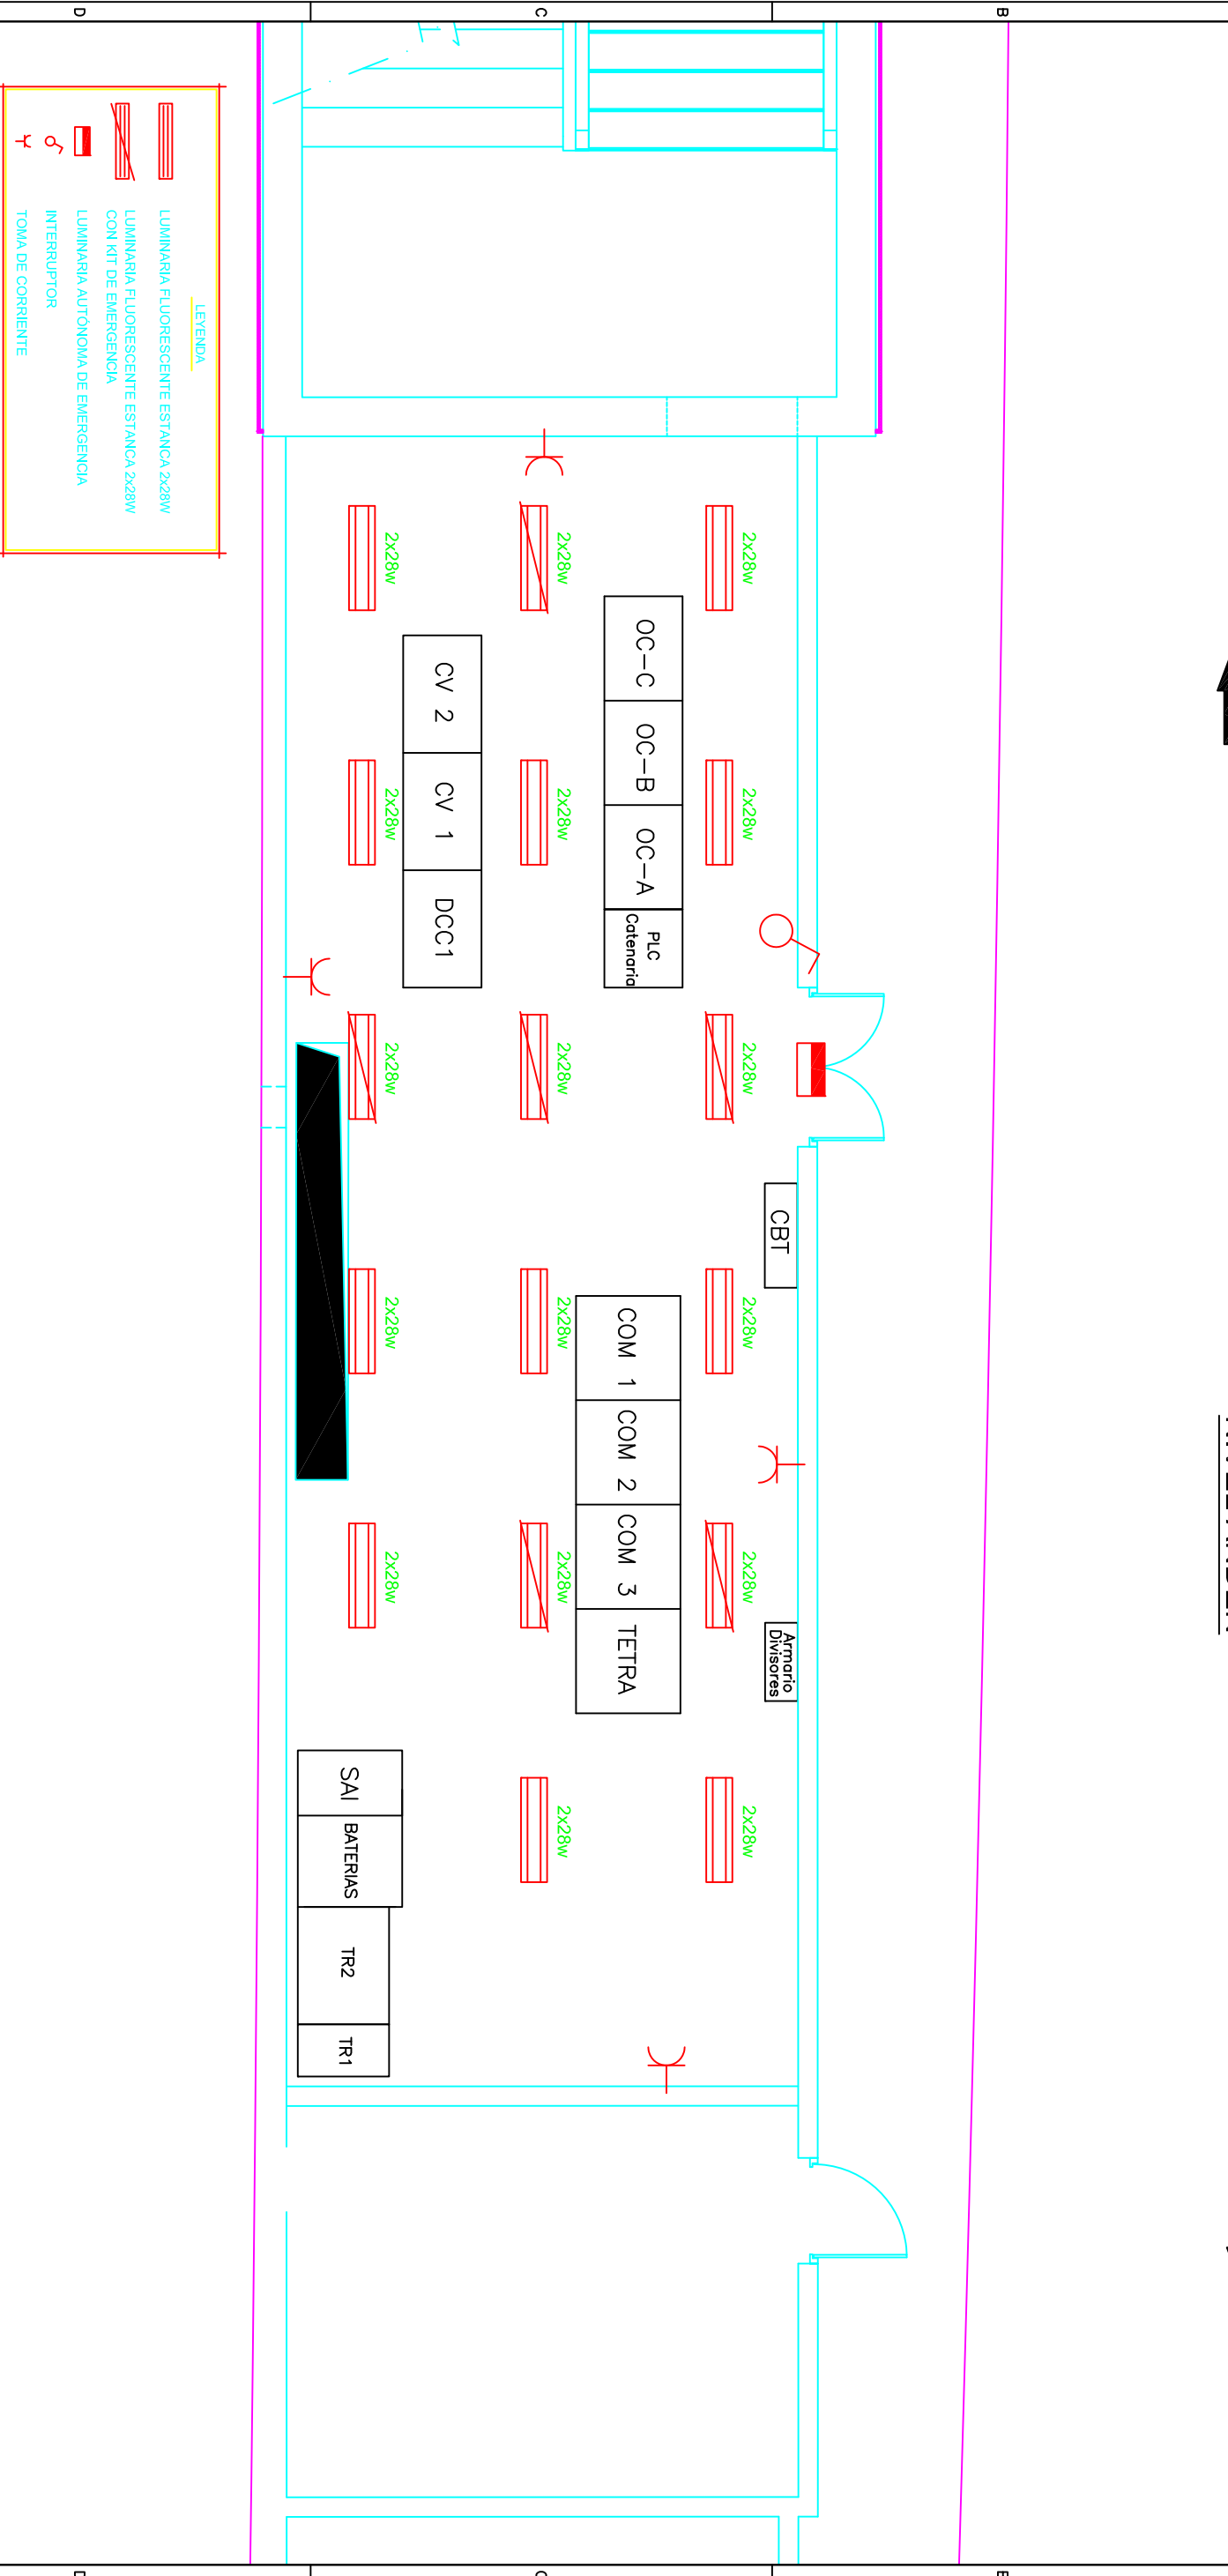 D
C
B
LEYENDA
LUMINARIA FLUORESCENTE ESTANCA 2x28W
LUMINARIA FLUORESCENTE ESTANCA 2x28W
CON KIT DE EMERGENCIA
LUMINARIA AUTÓNOMA DE EMERGENCIA
INTERRUPTOR
TOMA DE CORRIENTE
2x28w
2x28w
2x28w
2x28w
2x28w
2x28w
CBT
Armario
Divisores
OC-C
OC-B
OC-A
PLC
Catenaria
COM 1
COM 2
COM 3
TETRA
2x28w
2x28w
2x28w
2x28w
2x28w
2x28w
CV 2
CV 1
DCC1
2x28w
2x28w
2x28w
2x28w
2x28w
SAI
BATERIAS
TR2
TR1